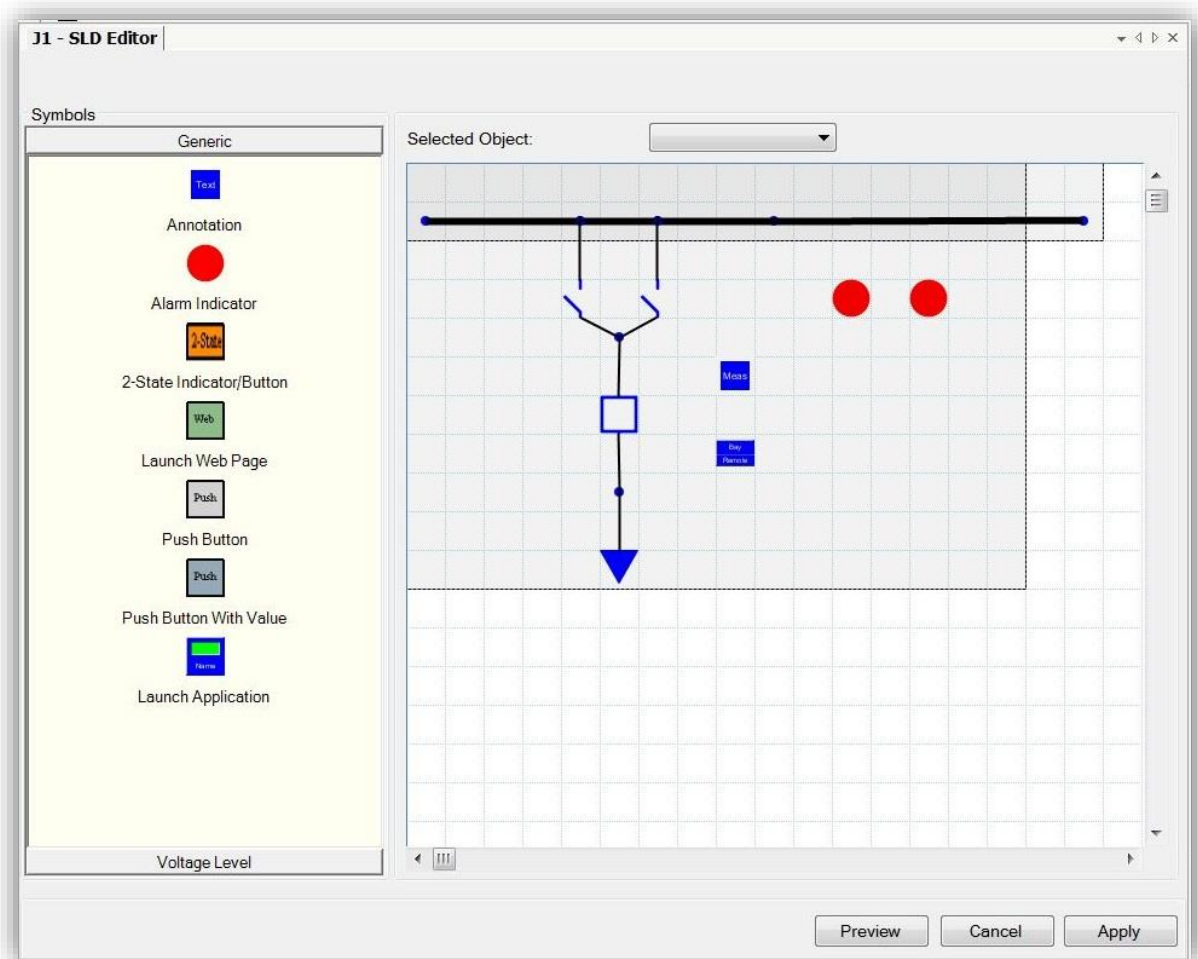 J1 - SLD Editor
Symbols
Generic
Text
Annotation
Alarm Indicator
2-State
2-State Indicator/Button
Web
Launch Web Page
Push
Push Button
Push
Push Button With Value
Name
Launch Application
Voltage Level
Selected Object:
Meas
Bay
Remote
Preview
Cancel
Apply